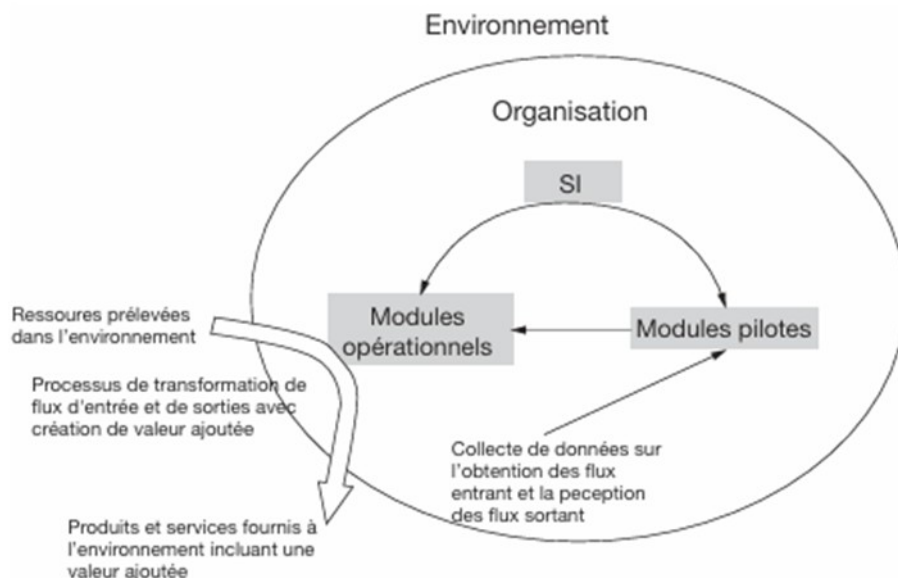 Environnement
Organisation
SI
Modules
opérationnels
Modules pilotes
Ressoures prélevées
dans l'environnement
Processus de transformation de
flux d'entrée et de sorties avec
création de valeur ajoutée
Collecte de données sur
l'obtention des flux
entrant et la peception
des flux sortant
Produits et services fournis à
l'environnement incluant une
valeur ajoutée